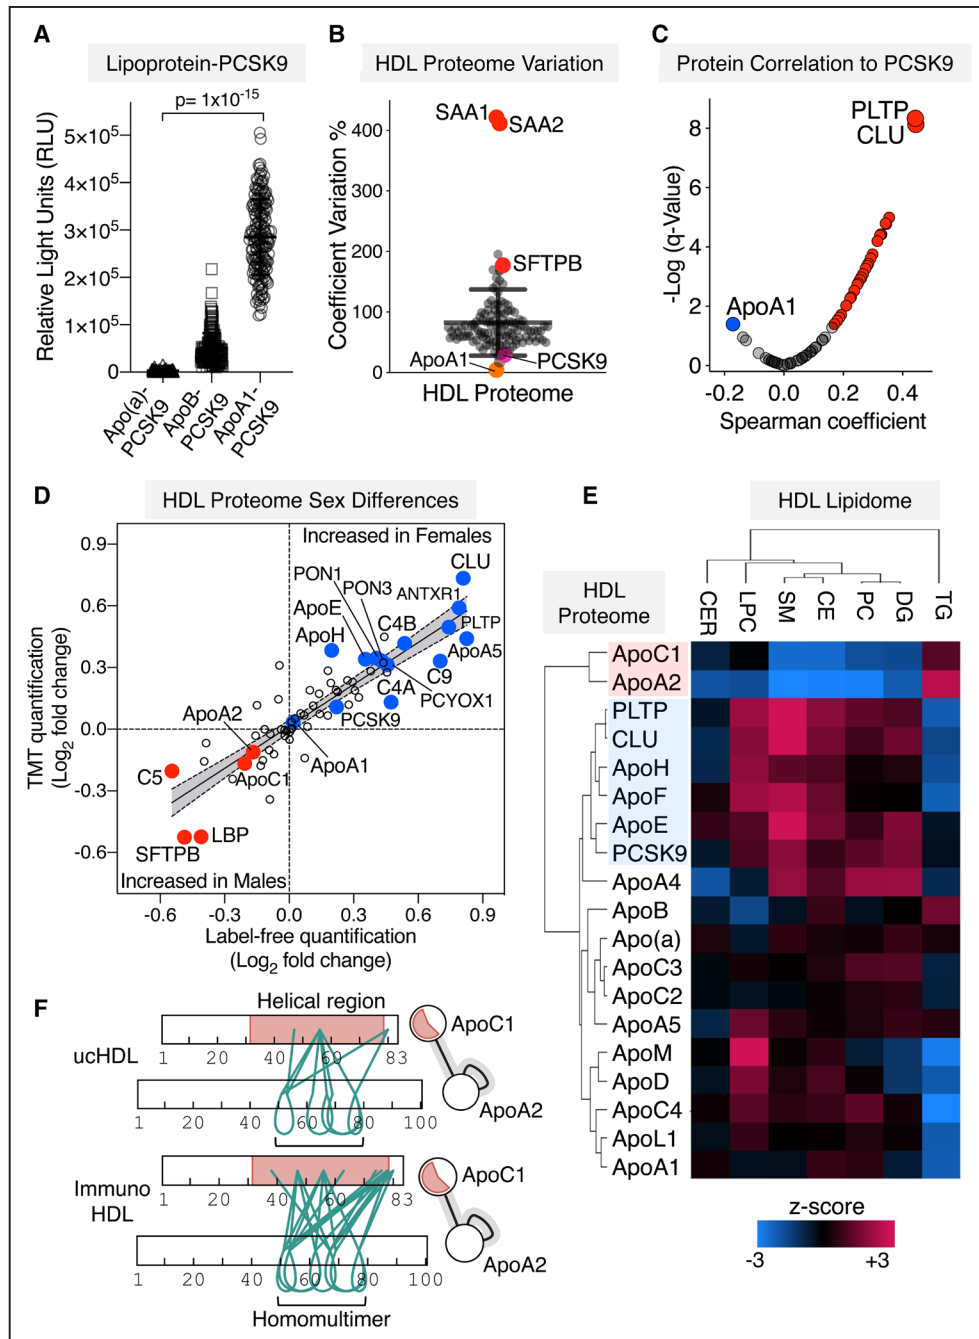 A
Lipoprotein-PCSK9
p= 1x10-15
Relative Light Units (RLU)
5x10⁵
4x10⁵
3x10⁵
2x10⁵
1x10⁵
0
Apo(a)-
PCSK9
ApoB-
PCSK9
ApoA1-
PCSK9
B
HDL Proteome Variation
Coefficient Variation %
400
300
200
100
0
SAA1
SAA2
SFTPB
ApoA1
PCSK9
HDL Proteome
C
Protein Correlation to PCSK9
-Log (q-Value)
8
6
4
2
0
PLTP
CLU
ApoA1
-0.2 0.0 0.2 0.4
Spearman coefficient
D
HDL Proteome Sex Differences
Increased in Females
TMT quantification
(Log₂ fold change)
0.9
0.6
0.3
0.0
-0.3
-0.6
CLU
PON1
PON3
ANTXR1
ApoE
C4B
PLTP
ApoH
ApoA5
C9
C4A
PCYOX1
PCSK9
ApoA2
ApoA1
C5
ApoC1
LBP
SFTPB
Increased in Males
-0.6 -0.3 0.0 0.3 0.6 0.9
Label-free quantification
(Log₂ fold change)
E
HDL Lipidome
HDL
Proteome
CER LPC SM CE PC DG TG
ApoC1
ApoA2
PLTP
CLU
ApoH
ApoF
ApoE
PCSK9
ApoA4
ApoB
Apo(a)
ApoC3
ApoC2
ApoA5
ApoM
ApoD
ApoC4
ApoL1
ApoA1
z-score
-3 +3
F
Helical region
ucHDL
1 20 40 60 83
ApoC1
1 20 40 60 80 100
ApoA2
Immuno
HDL
1 20 40 60 83
ApoC1
1 20 40 60 80 100
ApoA2
Homomultimer